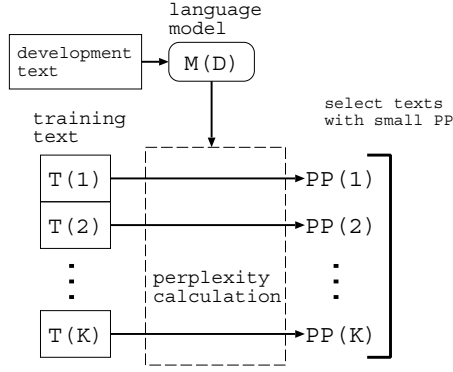 language
model
development
text
M(D)
select texts
with small PP
training
text
T(1)
PP(1)
T(2)
PP(2)
perplexity
calculation
T(K)
PP(K)